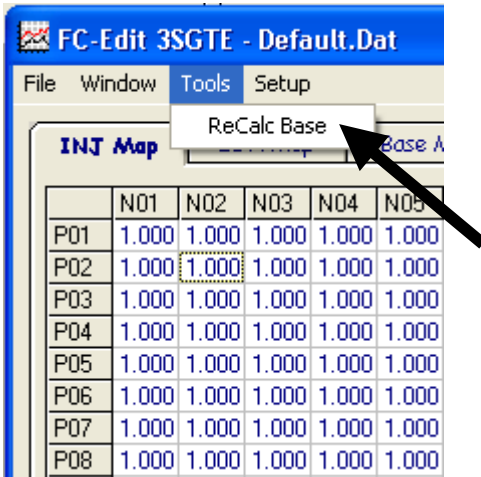 FC-Edit 3SGTE - Default.Dat
File Window Tools Setup
ReCalc Base
INJ Map Base
N01 N02 N03 N04 N05
P01 1.000 1.000 1.000 1.000 1.000
P02 1.000 1.000 1.000 1.000 1.000
P03 1.000 1.000 1.000 1.000 1.000
P04 1.000 1.000 1.000 1.000 1.000
P05 1.000 1.000 1.000 1.000 1.000
P06 1.000 1.000 1.000 1.000 1.000
P07 1.000 1.000 1.000 1.000 1.000
P08 1.000 1.000 1.000 1.000 1.000